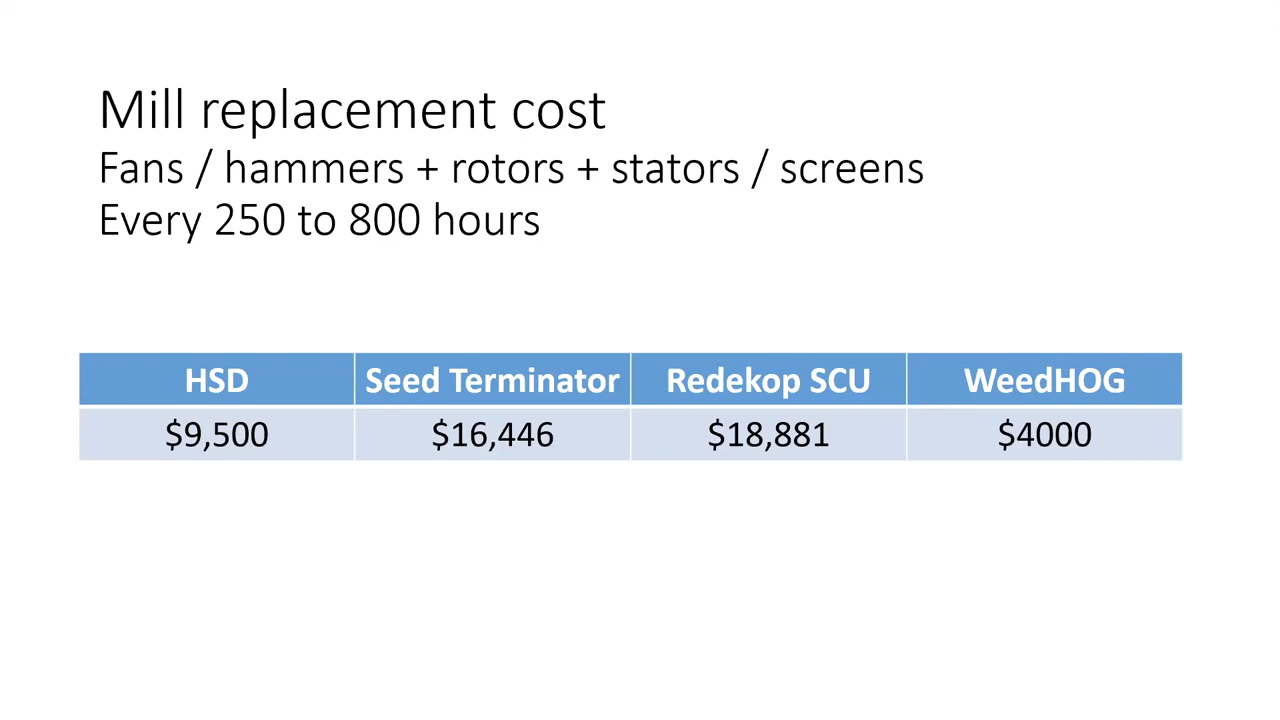 Mill replacement cost
Fans / hammers + rotors + stators / screens
Every 250 to 800 hours
HSD Seed Terminator Redekop SCU WeedHOG
$9,500 $16,446 $18,881 $4000